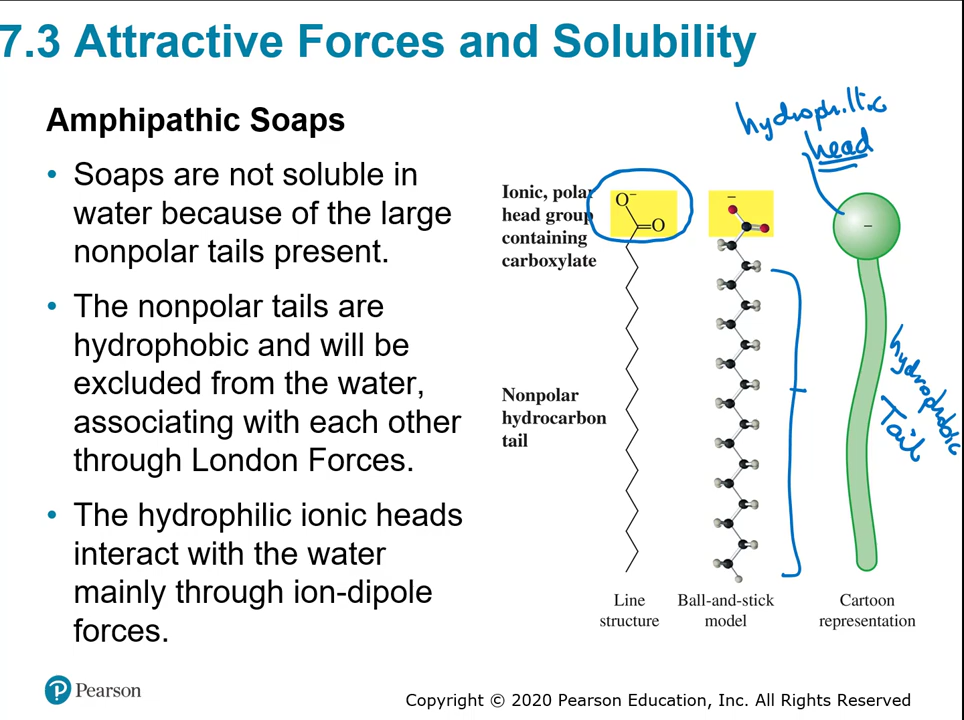 7.3 Attractive Forces and Solubility
Amphipathic Soaps
• Soaps are not soluble in
water because of the large
nonpolar tails present.
• The nonpolar tails are
hydrophobic and will be
excluded from the water,
associating with each other
through London Forces.
• The hydrophilic ionic heads
interact with the water
mainly through ion-dipole
forces.
hydrophiltic
head
Ionic, polar
head group
containing
carboxylate
O−
=O
−
−
Nonpolar
hydrocarbon
tail
hydrophobic
Tail
Line
structure
Ball-and-stick
model
Cartoon
representation
P Pearson
Copyright © 2020 Pearson Education, Inc. All Rights Reserved